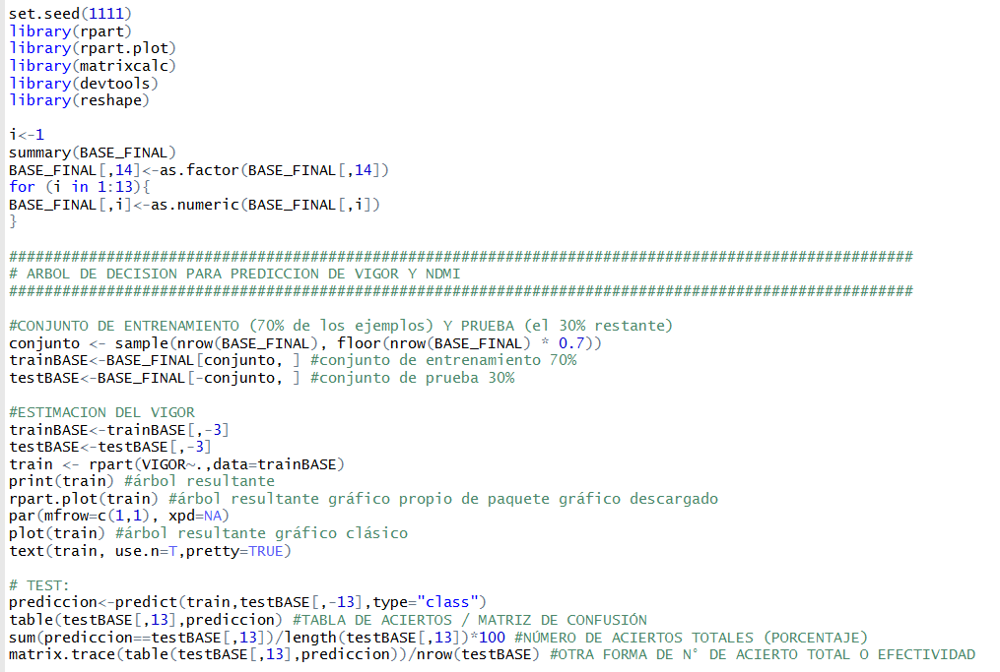 set.seed(1111)
library(rpart)
library(rpart.plot)
library(matrixcalc)
library(devtools)
library(reshape)
i<-1
summary(BASE_FINAL)
BASE_FINAL[,14]<-as.factor(BASE_FINAL[,14])
for (i in 1:13){
BASE_FINAL[,i]<-as.numeric(BASE_FINAL[,i])
}
######################################################################################################
# ARBOL DE DECISION PARA PREDICCION DE VIGOR Y NDMI
######################################################################################################
#CONJUNTO DE ENTRENAMIENTO (70% de los ejemplos) Y PRUEBA (el 30% restante)
conjunto <- sample(nrow(BASE_FINAL), floor(nrow(BASE_FINAL) * 0.7))
trainBASE<-BASE_FINAL[conjunto, ] #conjunto de entrenamiento 70%
testBASE<-BASE_FINAL[-conjunto, ] #conjunto de prueba 30%
#ESTIMACION DEL VIGOR
trainBASE<-trainBASE[,-3]
testBASE<-testBASE[,-3]
train <- rpart(VIGOR~.,data=trainBASE)
print(train) #árbol resultante
rpart.plot(train) #árbol resultante gráfico propio de paquete gráfico descargado
par(mfrow=c(1,1), xpd=NA)
plot(train) #árbol resultante gráfico clásico
text(train, use.n=T,pretty=TRUE)
# TEST:
prediccion<-predict(train,testBASE[,-13],type="class")
table(testBASE[,13],prediccion) #TABLA DE ACIERTOS / MATRIZ DE CONFUSIÓN
sum(prediccion==testBASE[,13])/length(testBASE[,13])*100 #NÚMERO DE ACIERTOS TOTALES (PORCENTAJE)
matrix.trace(table(testBASE[,13],prediccion))/nrow(testBASE) #OTRA FORMA DE N° DE ACIERTO TOTAL O EFECTIVIDAD